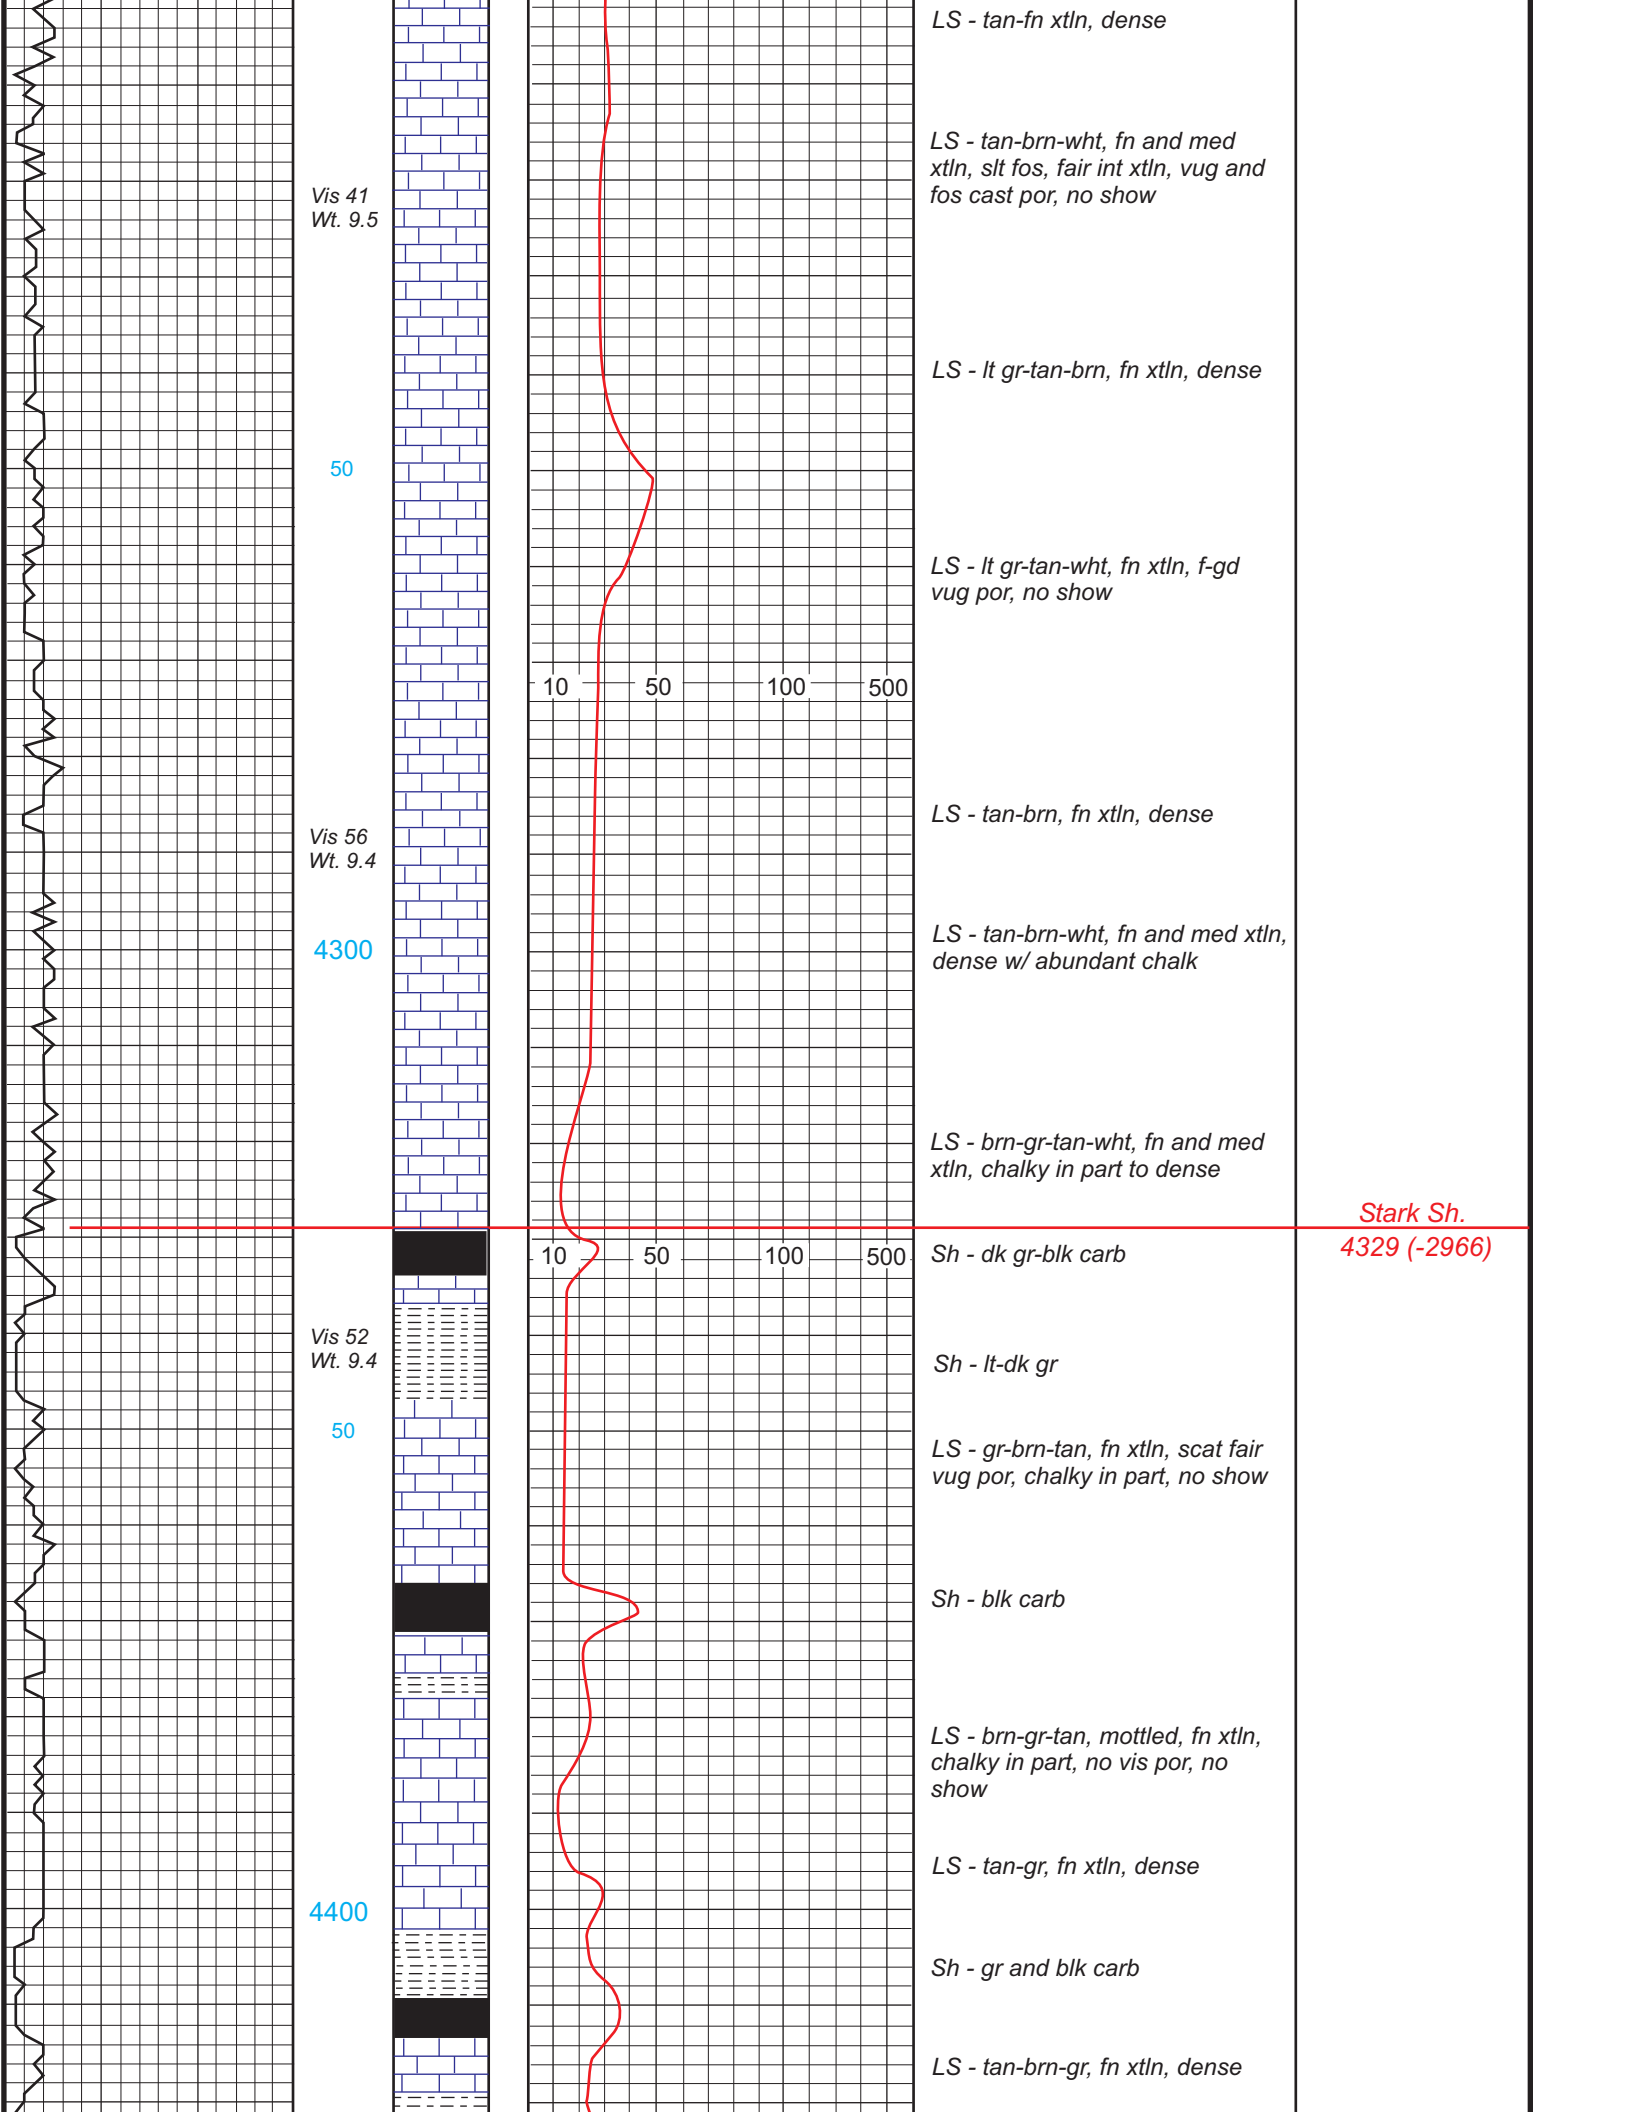 LS - tan-fn xtln, dense
LS - tan-brn-wht, fn and med
xtln, slt fos, fair int xtln, vug and
fos cast por, no show
Vis 41
Wt. 9.5
LS - lt gr-tan-brn, fn xtln, dense
50
LS - lt gr-tan-wht, fn xtln, f-gd
vug por, no show
10 50 100 500
LS - tan-brn, fn xtln, dense
Vis 56
Wt. 9.4
LS - tan-brn-wht, fn and med xtln,
dense w/ abundant chalk
4300
LS - brn-gr-tan-wht, fn and med
xtln, chalky in part to dense
Stark Sh.
4329 (-2966)
10 50 100 500
Sh - dk gr-blk carb
Vis 52
Wt. 9.4
Sh - lt-dk gr
50
LS - gr-brn-tan, fn xtln, scat fair
vug por, chalky in part, no show
Sh - blk carb
LS - brn-gr-tan, mottled, fn xtln,
chalky in part, no vis por, no
show
LS - tan-gr, fn xtln, dense
4400
Sh - gr and blk carb
LS - tan-brn-gr, fn xtln, dense